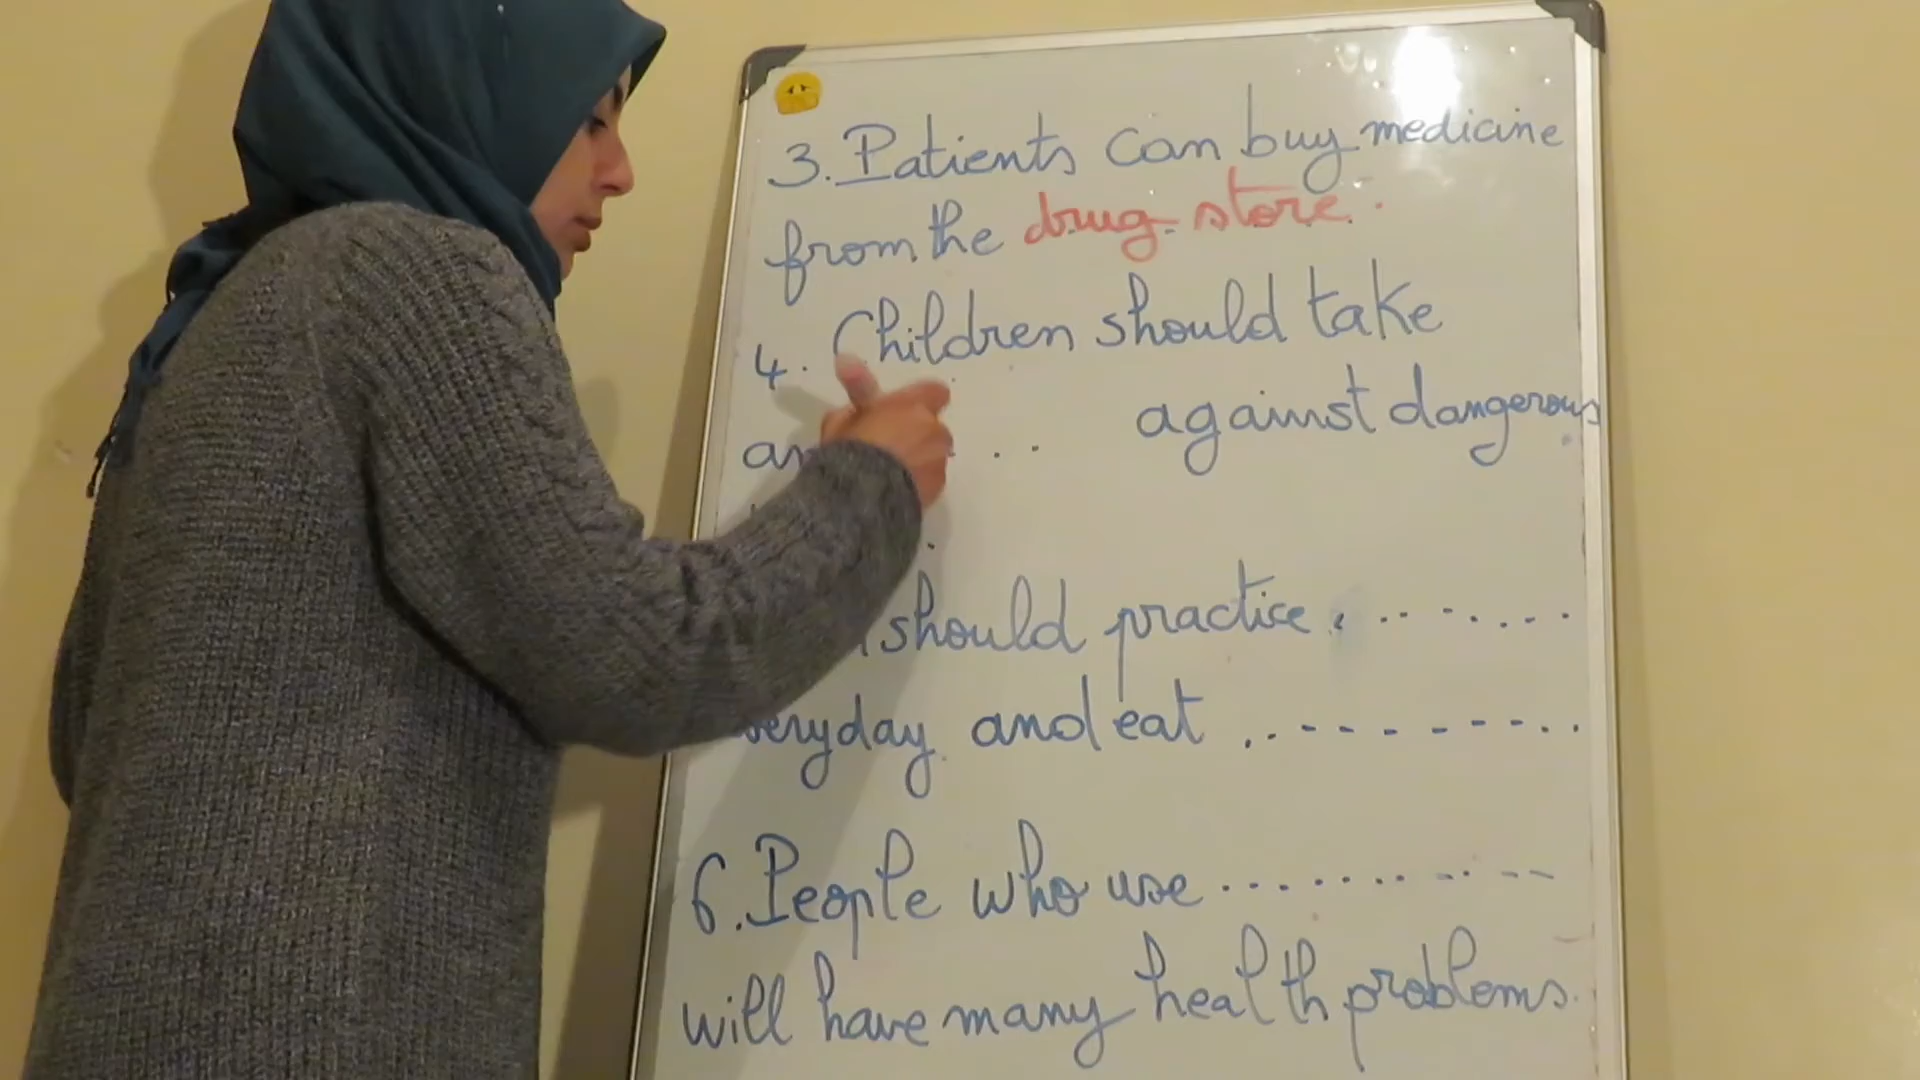 3. Patients can buy medicine
from the drug store.
4. Children should take
against dangerous
should practice ............
everyday and eat ............
6. People who use ............
will have many health problems.